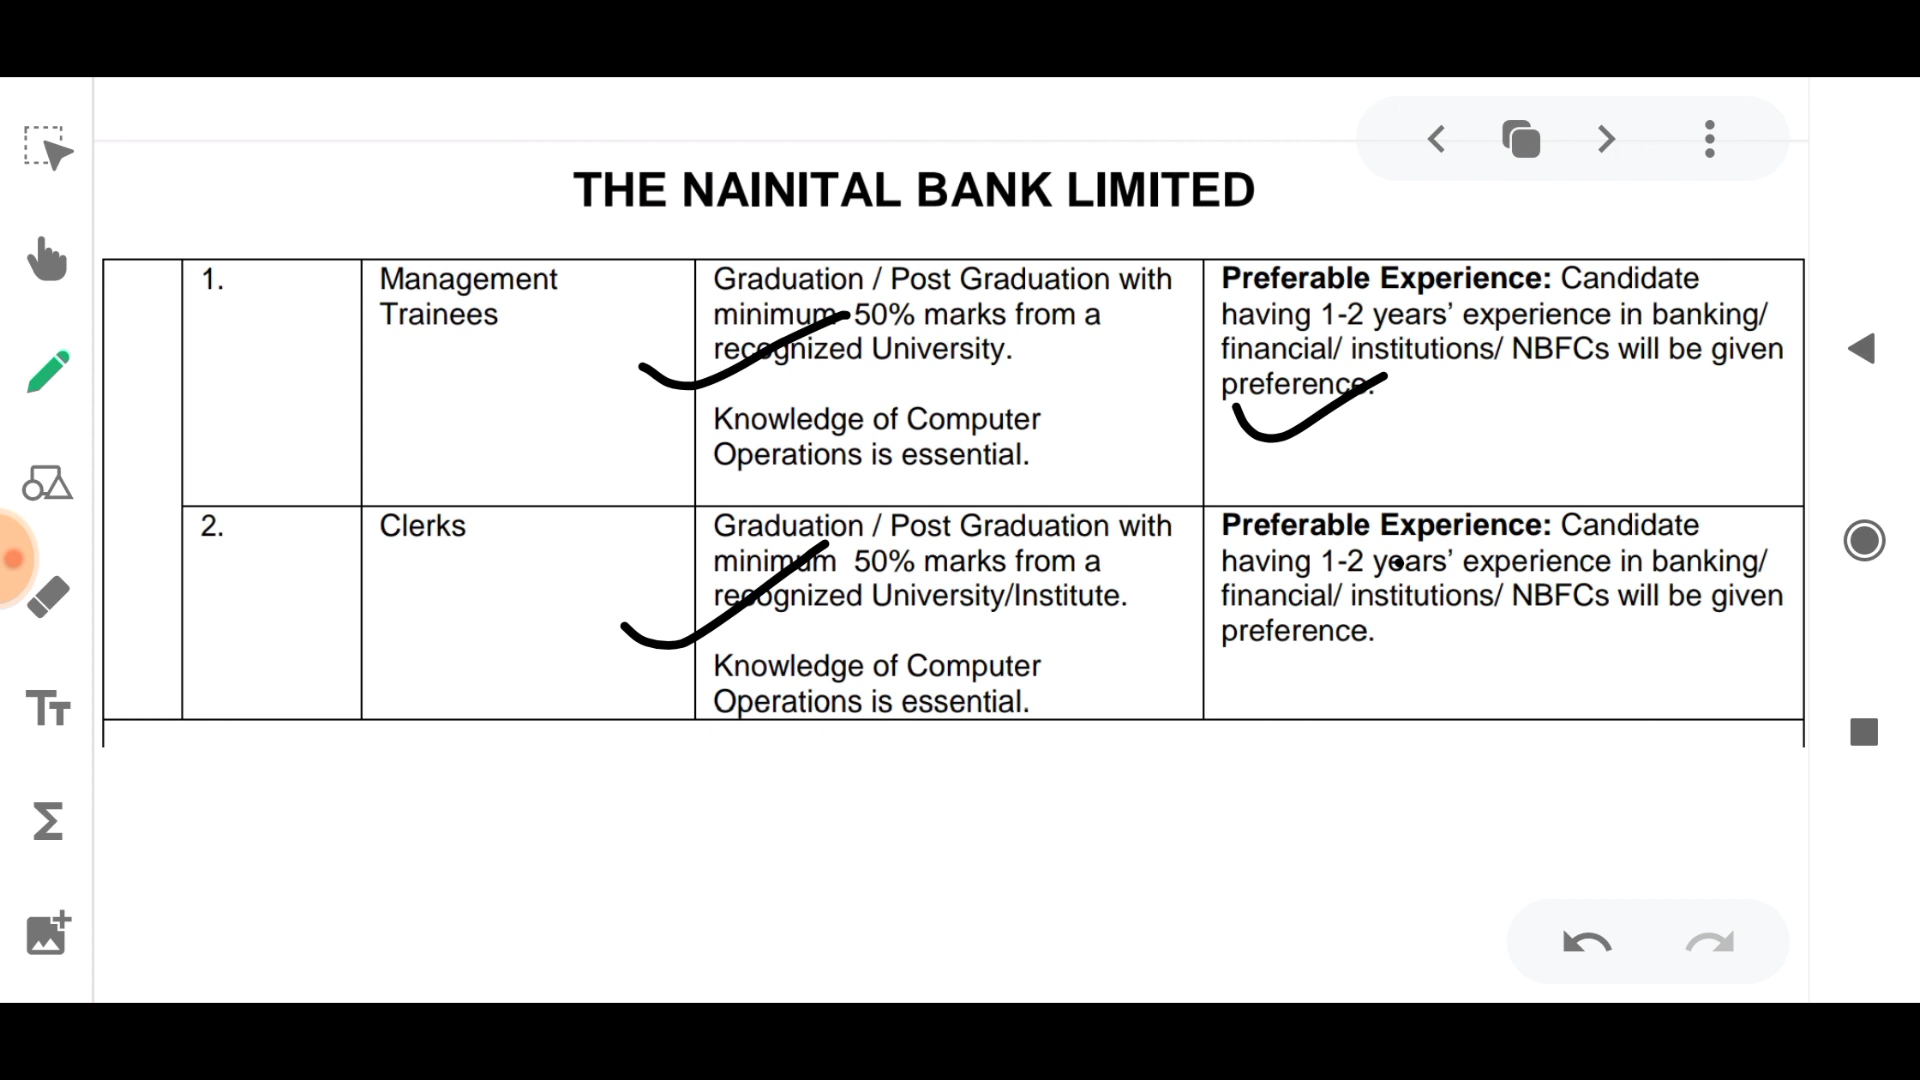 THE NAINITAL BANK LIMITED
1.
Management
Trainees
Graduation / Post Graduation with
minimum 50% marks from a
recognized University.
Knowledge of Computer
Operations is essential.
Preferable Experience: Candidate
having 1-2 years’ experience in banking/
financial/ institutions/ NBFCs will be given
preference.
2.
Clerks
Graduation / Post Graduation with
minimum 50% marks from a
recognized University/Institute.
Knowledge of Computer
Operations is essential.
Preferable Experience: Candidate
having 1-2 years’ experience in banking/
financial/ institutions/ NBFCs will be given
preference.